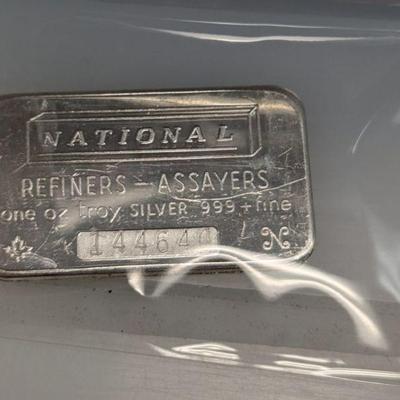 NATIONAL
REFINERS - ASSAYERS
one oz troy SILVER 999+fine
144640
N